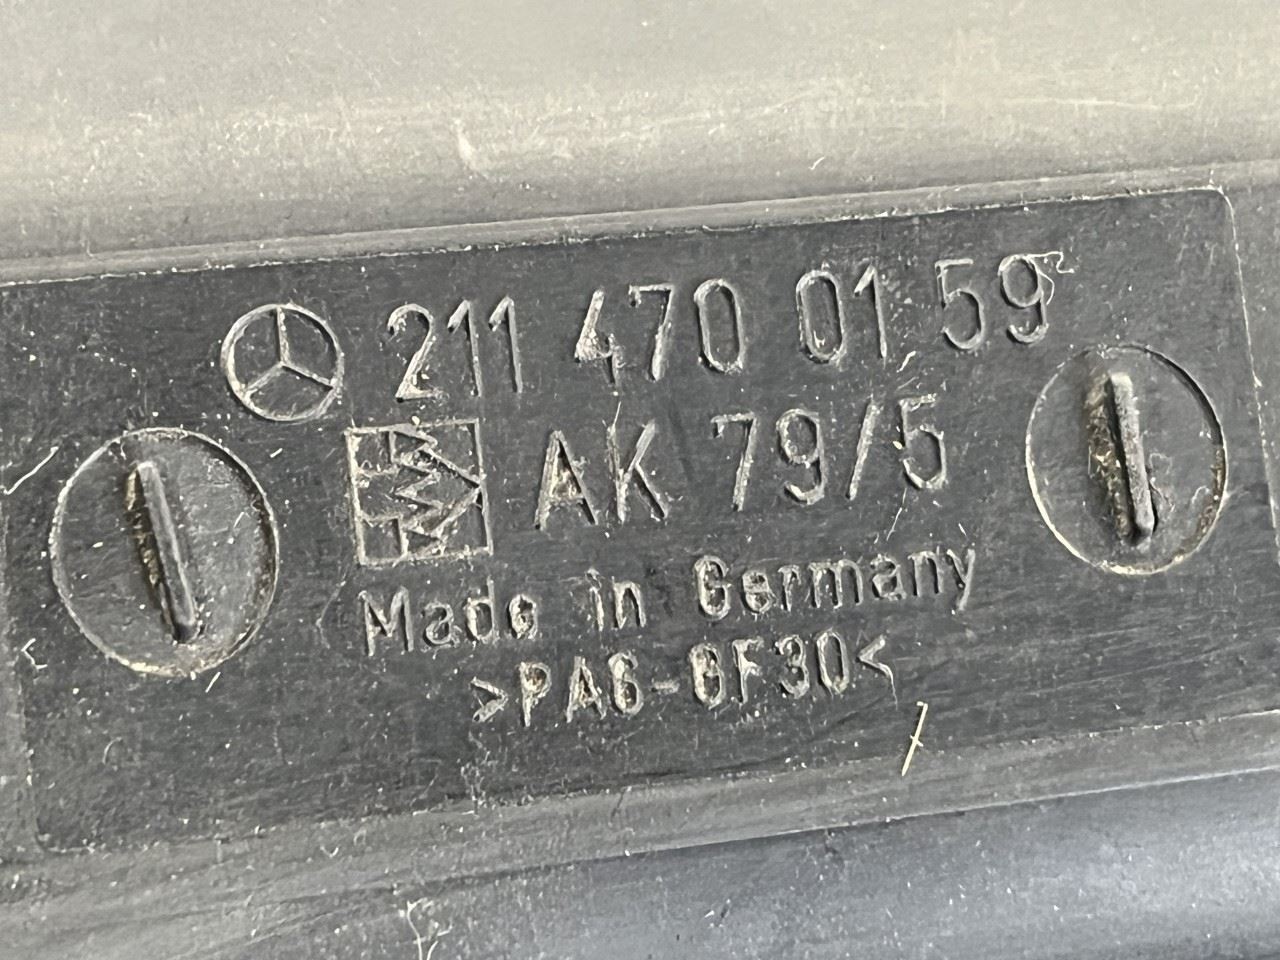 211 470 01 59
AK 79/5
Made in Germany
>PA6-GF30<